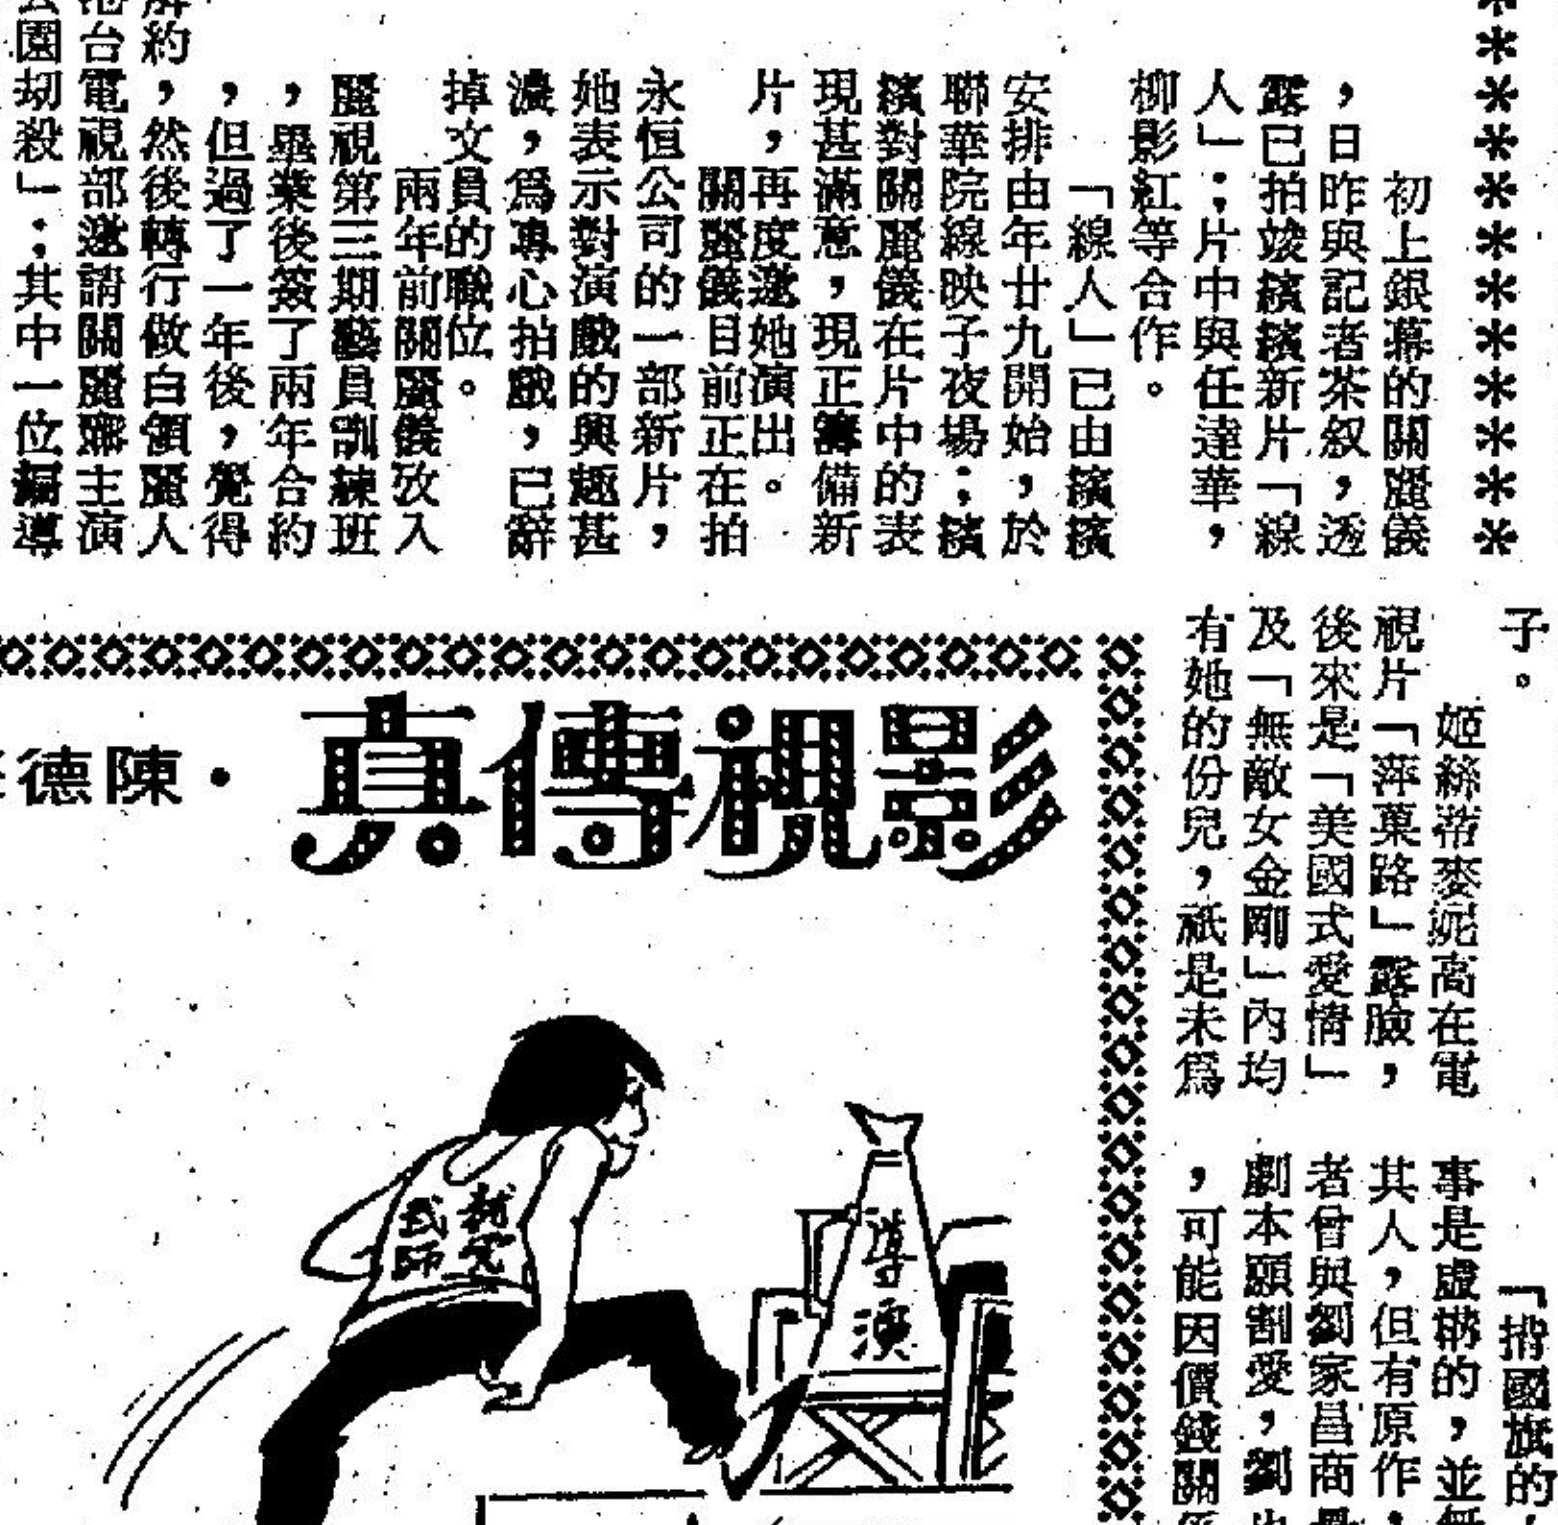 初上銀幕的關麗儀
，日昨與記者茶叙，透
露已拍竣繽繽新片「線
人」；片中與任達華，
柳影紅等合作。
「線人」已由繽繽
安排由年廿九開始，於
聯華院線映子夜場；繽
繽對關麗儀在片中的表
現甚滿意，現正籌備新
片，再度邀她演出。
關麗儀目前正在拍
永恒公司的一部新片，
她表示對演戲的興趣甚
濃，爲專心拍戲，已辭
掉文員的職位。
兩年前關麗儀攷入
麗視第三期藝員訓練班
，畢業後簽了兩年合約
，但過了一年後，覺得
約，然後轉行做白領麗人
台電視部邀請關麗儀主演
園刼殺」；其中一位編導
子。
姬絲蒂麥妮高在電
視片「萍菓路」露臉，
後來是「美國式愛情」
及「無敵女金剛」內均
有她的份兒，祇是未爲
「揹國旗的
事是虛構的，並無
其人，但有原作
者曾與劉家昌商
劇本願割愛，劉
，可能因價錢關
影視傳真
·陳德
武師
導演